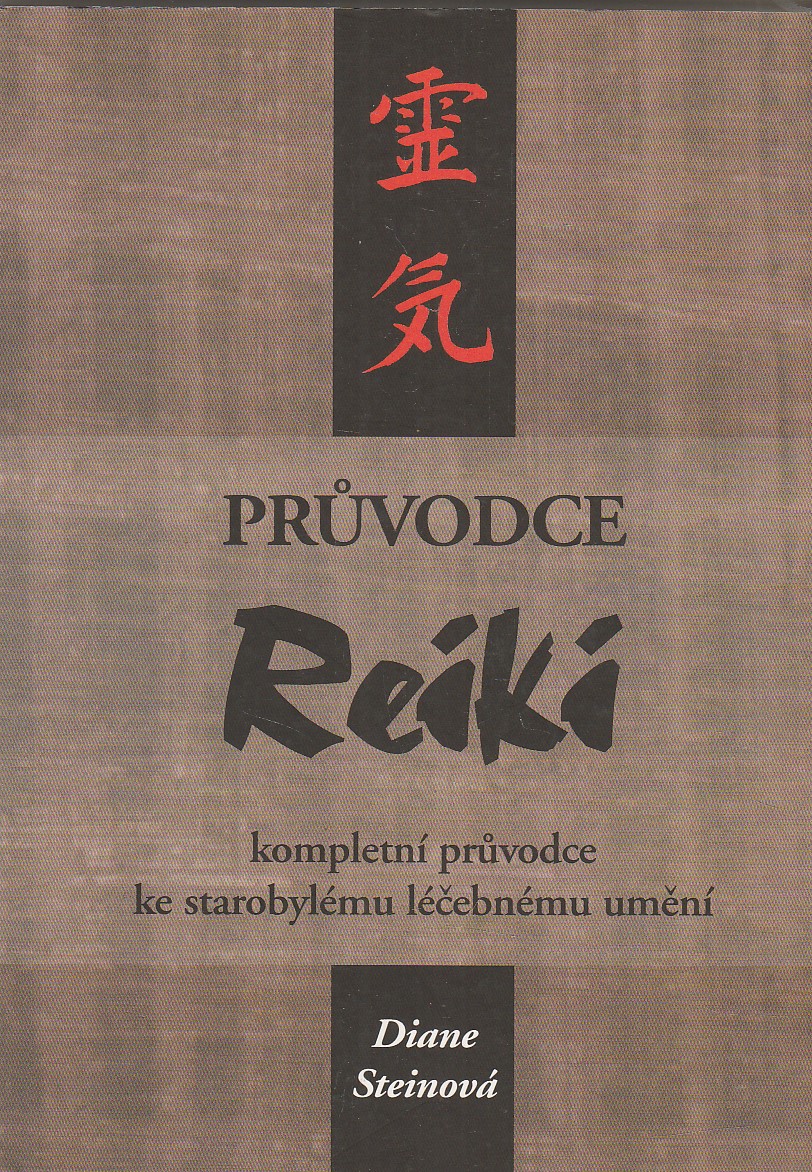 霊
気
PRŮVODCE
Reiki
kompletní průvodce
ke starobylému léčebnému umění
Diane
Steinová